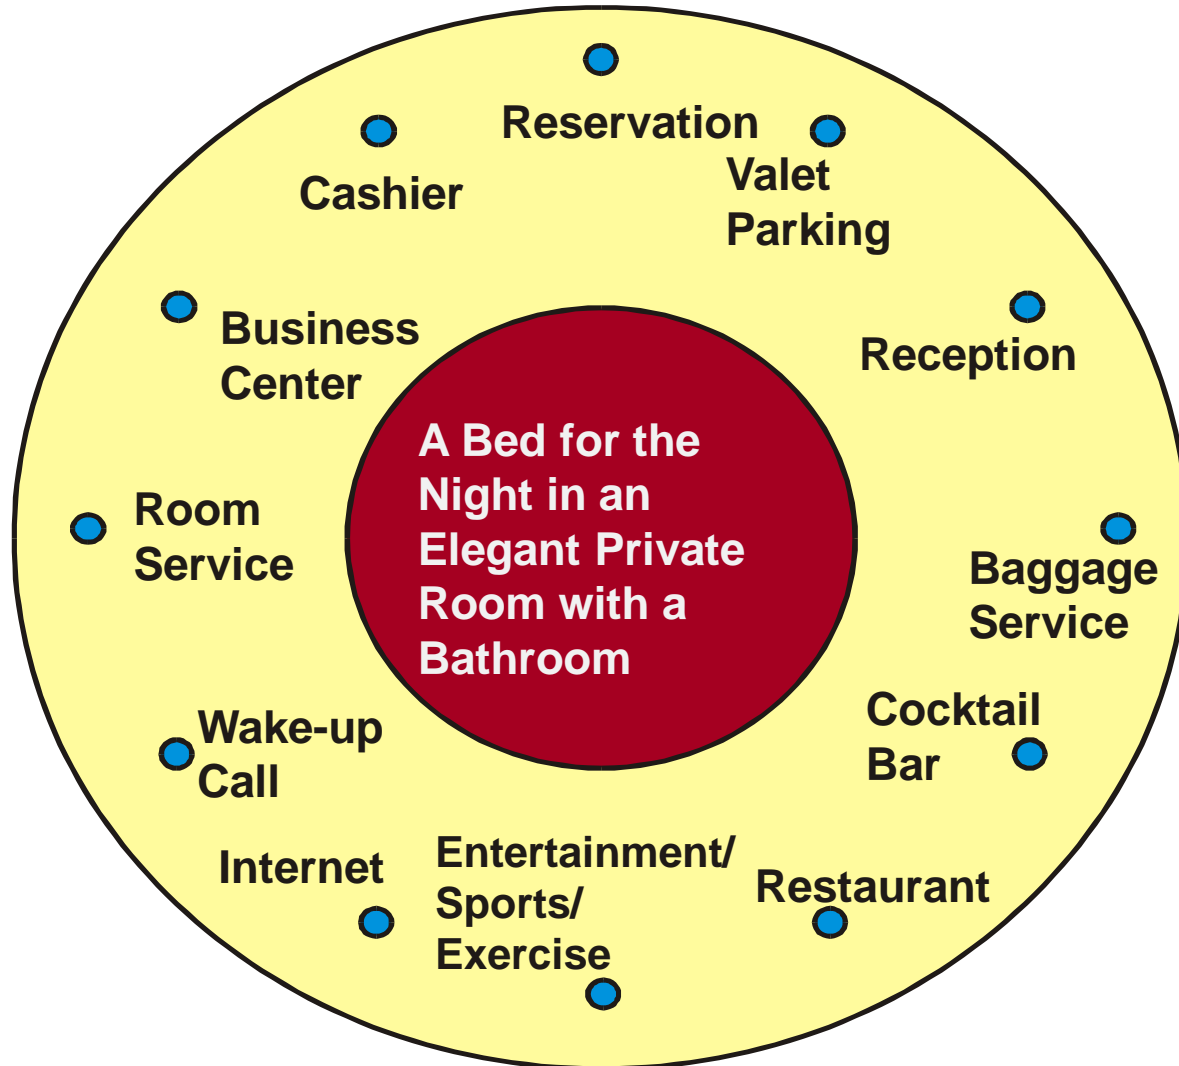 Reservation
Valet
Parking
Reception
Baggage
Service
Cocktail
Bar
Restaurant
Entertainment/
Sports/
Exercise
Internet
Wake-up
Call
Room
Service
Business
Center
Cashier
A Bed for the
Night in an
Elegant Private
Room with a
Bathroom